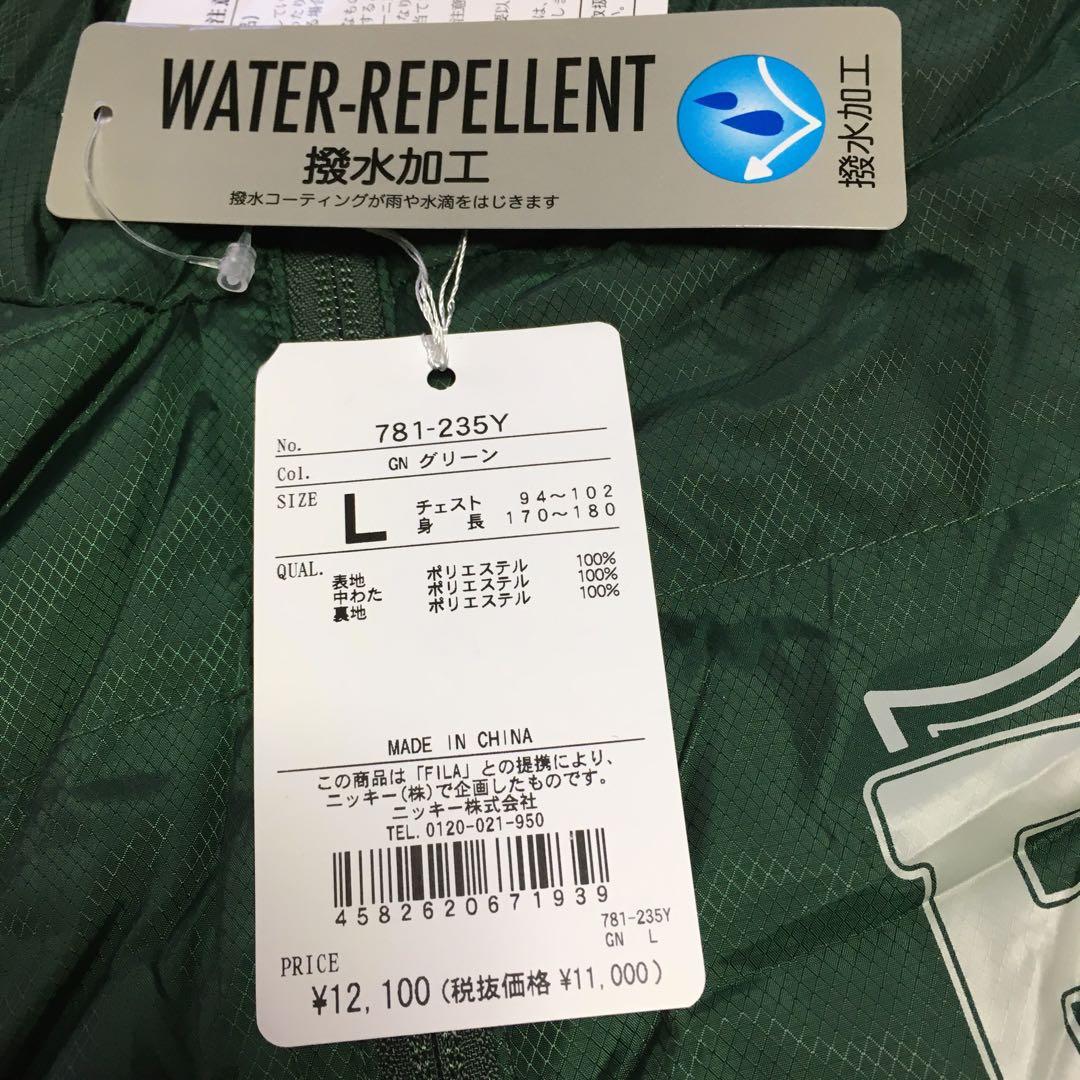 WATER-REPELLENT
撥水加工
撥水コーティングが雨や水滴をはじきます
撥水加工
No. 781-235Y
Col. GN グリーン
SIZE L チェスト 94～102
身 長 170～180
QUAL. 表地 ポリエステル 100%
中わた ポリエステル 100%
裏地 ポリエステル 100%
MADE IN CHINA
この商品は「FILA」との提携により、
ニッキー(株)で企画したものです。
ニッキー株式会社
TEL. 0120-021-950
4582620671939
781-235Y
GN L
PRICE
¥12,100 (税抜価格 ¥11,000)